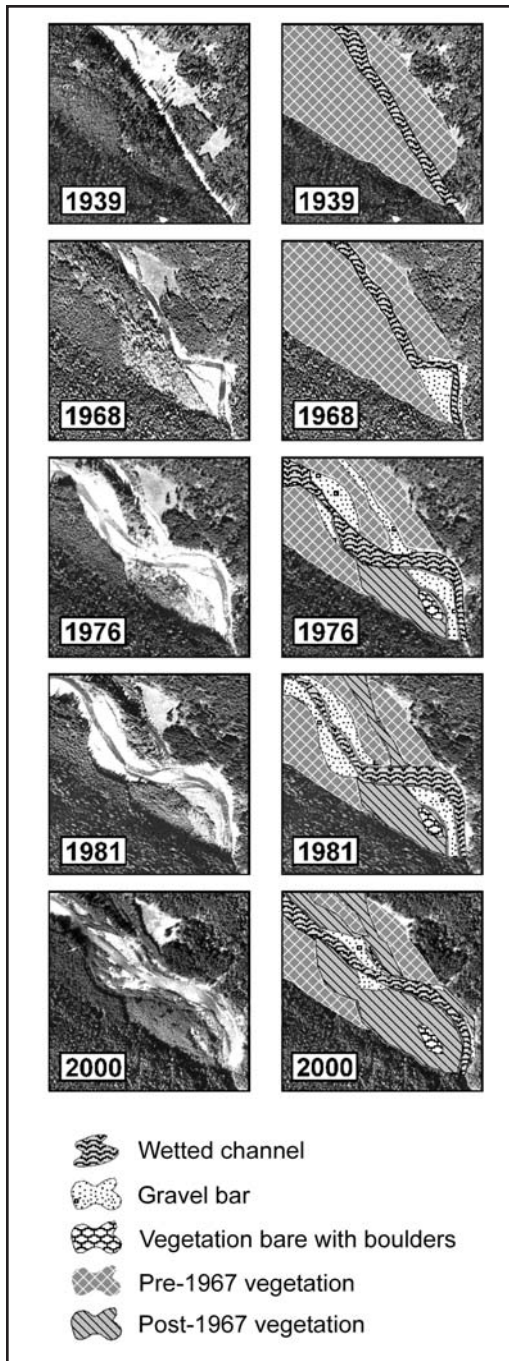 1939
1939
1968
1968
1976
1976
1981
1981
2000
2000
Wetted channel
Gravel bar
Vegetation bare with boulders
Pre-1967 vegetation
Post-1967 vegetation